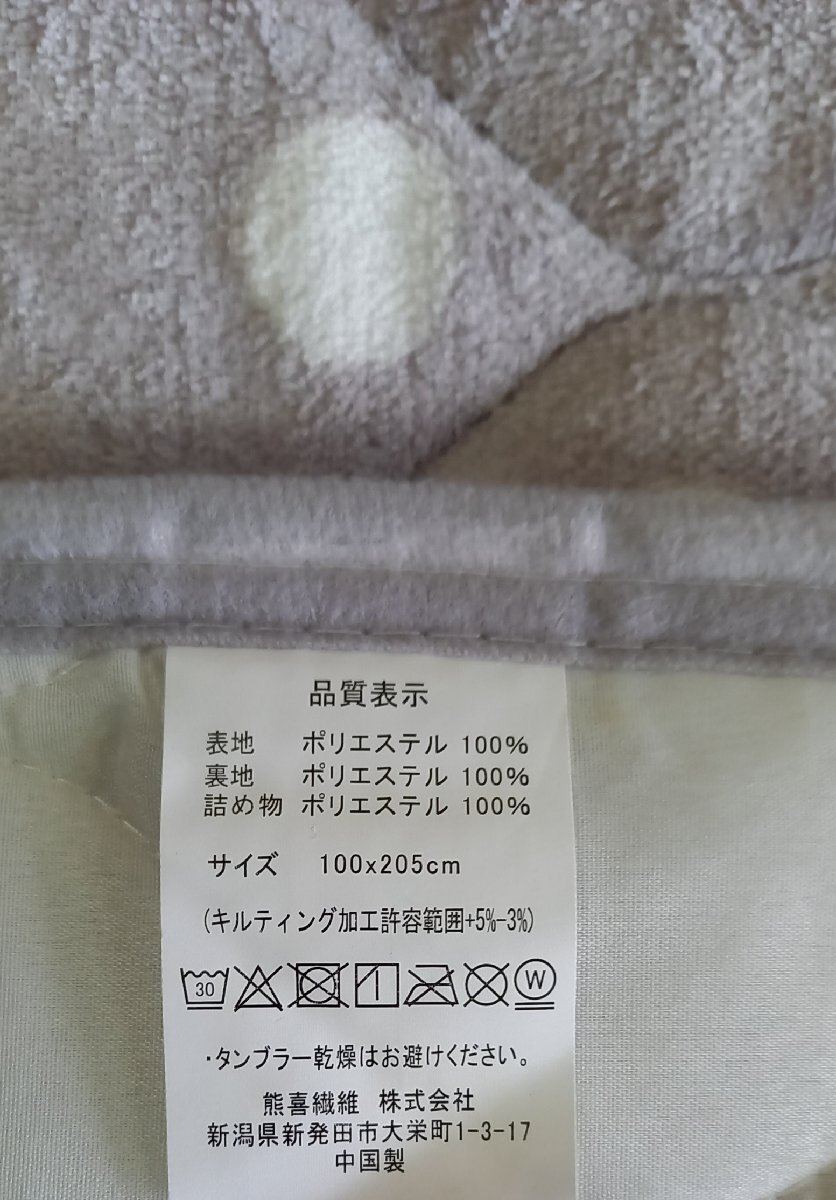 品質表示
表地 ポリエステル 100%
裏地 ポリエステル 100%
詰め物 ポリエステル 100%
サイズ 100x205cm
(キルティング加工許容範囲+5%-3%)
30 W
・タンブラー乾燥はお避けください。
熊喜繊維 株式会社
新潟県新発田市大栄町1-3-17
中国製